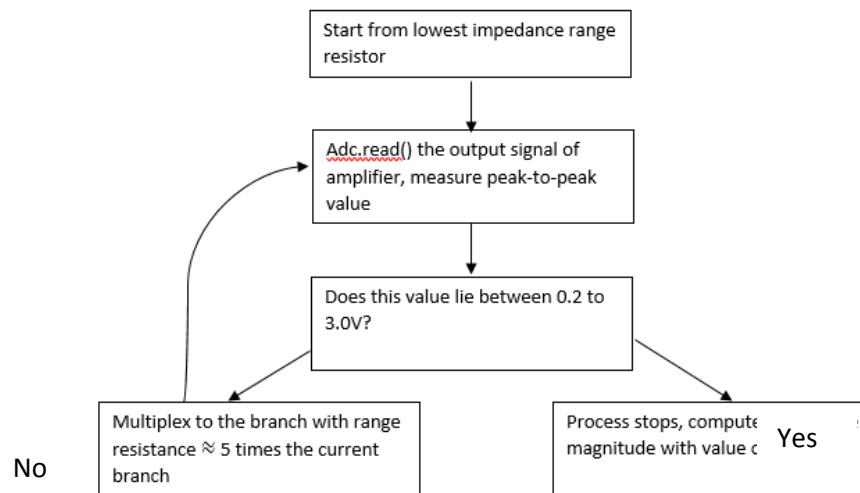 Start from lowest impedance range
resistor
Adc.read() the output signal of
amplifier, measure peak-to-peak
value
Does this value lie between 0.2 to
3.0V?
Multiplex to the branch with range
resistance ≈ 5 times the current
branch
Process stops, compute
magnitude with value
Yes
No